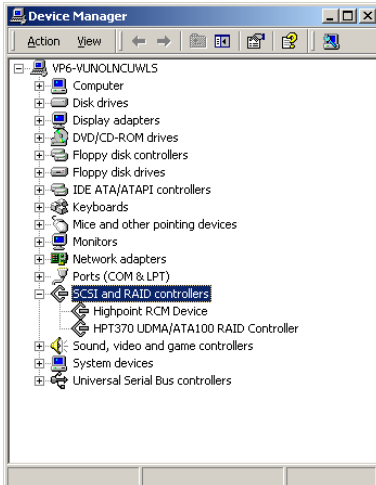 Device Manager
Action View
VP6-VUNOLNCUWLS
Computer
Disk drives
Display adapters
DVD/CD-ROM drives
Floppy disk controllers
Floppy disk drives
IDE ATA/ATAPI controllers
Keyboards
Mice and other pointing devices
Monitors
Network adapters
Ports (COM & LPT)
SCSI and RAID controllers
Highpoint RCM Device
HPT370 UDMA/ATA100 RAID Controller
Sound, video and game controllers
System devices
Universal Serial Bus controllers